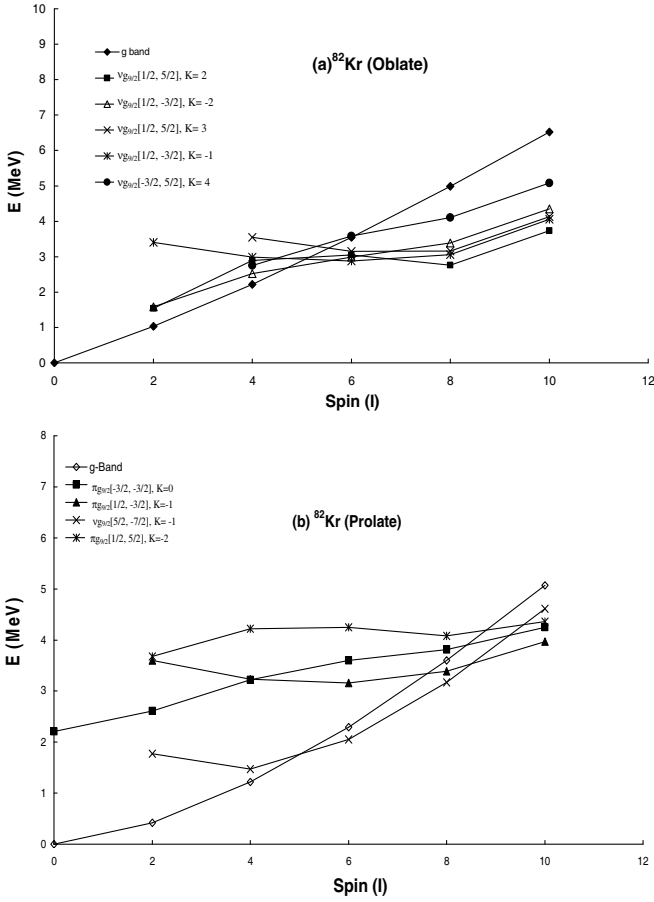 10
9
8
7
6
5
4
3
2
1
0
E (MeV)
(a)⁸²Kr (Oblate)
g band
νg₉/₂[1/2, 5/2], K= 2
νg₉/₂[1/2, -3/2], K= -2
νg₉/₂[1/2, 5/2], K= 3
νg₉/₂[1/2, -3/2], K= -1
νg₉/₂[-3/2, 5/2], K= 4
0 2 4 6 8 10 12
Spin (I)
8
7
6
5
4
3
2
1
0
E (MeV)
(b) ⁸²Kr (Prolate)
g-Band
πg₉/₂[-3/2, -3/2], K=0
πg₉/₂[1/2, -3/2], K=-1
νg₉/₂[5/2, -7/2], K= -1
πg₉/₂[1/2, 5/2], K=-2
0 2 4 6 8 10 12
Spin (I)